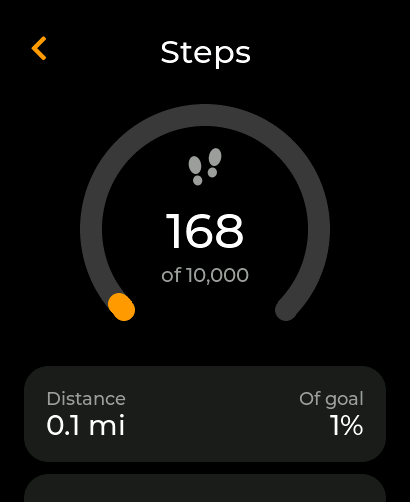 Steps
168
of 10,000
Distance
Of goal
0.1 mi
1%